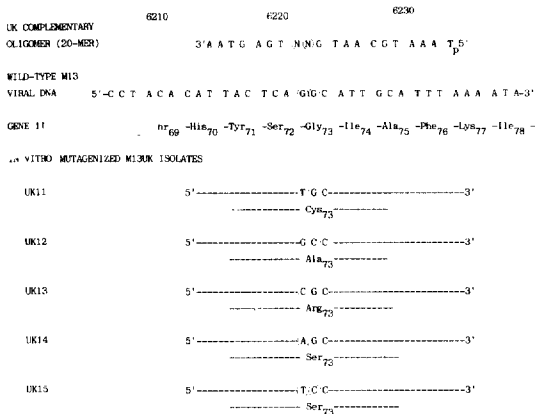 6210 6220 6230
UK COMPLEMENTARY
OLIGOMER (20-MER) 3'A A T G A G T N N G T A A C G T A A A T p5'
WILD-TYPE M13
VIRAL DNA 5'-C C T A C A C A T T A C T C A G G C A T T G C A T T T A A A A T A-3'
GENE II hr69 -His70 -Tyr71 -Ser72 -Gly73 -Ile74 -Ala75 -Phe76 -Lys77 -Ile78 -
VITRO MUTAGENIZED M13UK ISOLATES
UK11 5'------------T G C------------3'
------------Cys73------------
UK12 5'------------G C C------------3'
------------Ala73------------
UK13 5'------------C G C------------3'
------------Arg73------------
UK14 5'------------A G C------------3'
------------Ser73------------
UK15 5'------------T C C------------3'
------------Ser73------------